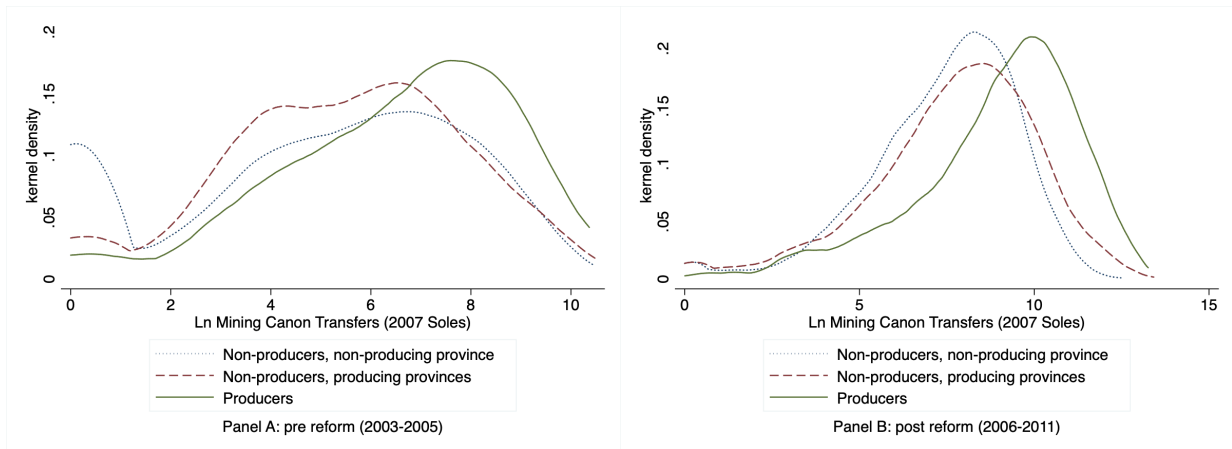 kernel density
.2
.15
.1
.05
0
0 2 4 6 8 10
Ln Mining Canon Transfers (2007 Soles)
Non-producers, non-producing province
Non-producers, producing provinces
Producers
Panel A: pre reform (2003-2005)
kernel density
.2
.15
.1
.05
0
0 5 10 15
Ln Mining Canon Transfers (2007 Soles)
Non-producers, non-producing province
Non-producers, producing provinces
Producers
Panel B: post reform (2006-2011)